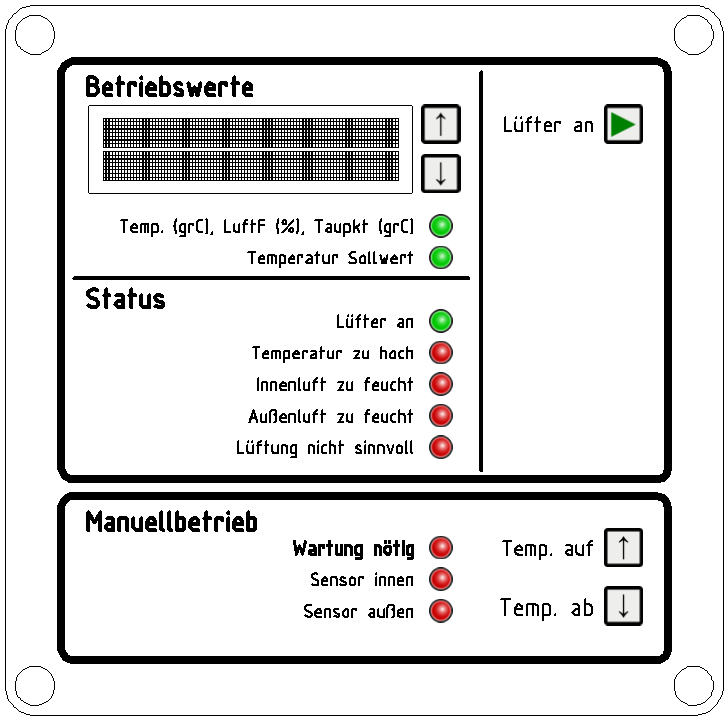 Betriebswerte
↑
Lüfter an
↓
Temp. (grC), LuftF (%), Taupkt (grC)
Temperatur Sollwert
Status
Lüfter an
Temperatur zu hoch
Innenluft zu feucht
Außenluft zu feucht
Lüftung nicht sinnvoll
Manuellbetrieb
Wartung nötig
Temp. auf ↑
Sensor innen
Sensor außen
Temp. ab ↓